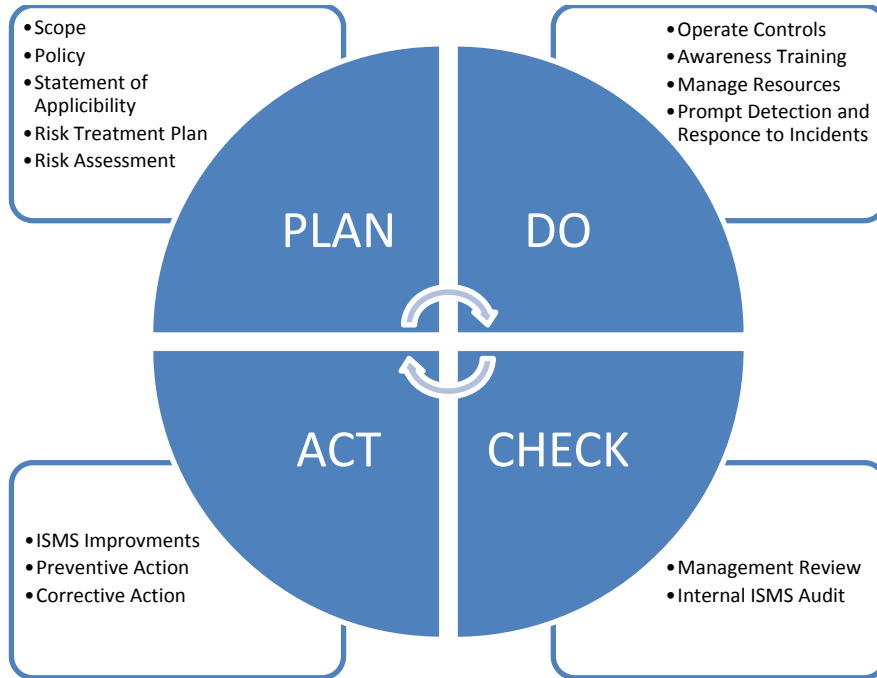 •Scope
•Policy
•Statement of
Applicibility
•Risk Treatment Plan
•Risk Assessment
•Operate Controls
•Awareness Training
•Manage Resources
•Prompt Detection and
Responce to Incidents
PLAN
DO
ACT
CHECK
•ISMS Improvments
•Preventive Action
•Corrective Action
•Management Review
•Internal ISMS Audit